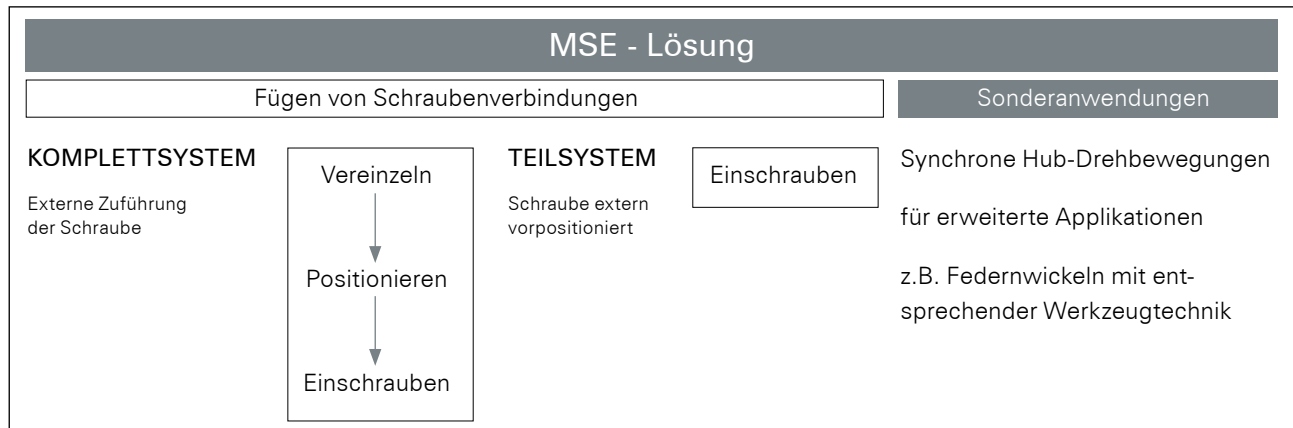 MSE - Lösung
Fügen von Schraubenverbindungen
Sonderanwendungen
KOMPLETTSYSTEM
Externe Zuführung
der Schraube
Vereinzeln
Positionieren
Einschrauben
TEILSYSTEM
Schraube extern
vorpositioniert
Einschrauben
Synchrone Hub-Drehbewegungen
für erweiterte Applikationen
z.B. Federnwickeln mit ent-
sprechender Werkzeugtechnik